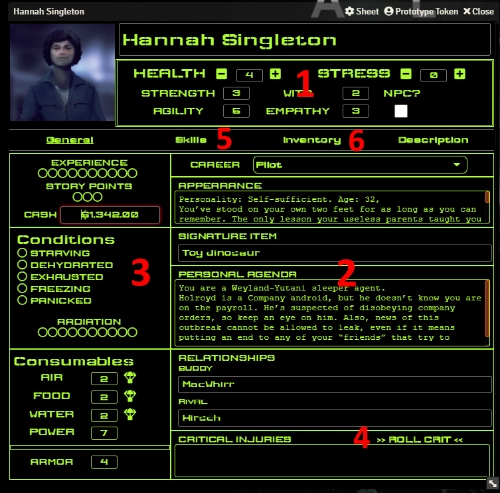 Hannah Singleton
Sheet Prototype Token Close
Hannah Singleton
HEALTH 4 STRESS 0
1
STRENGTH 3 WITS 2 NPC?
AGILITY 5 EMPATHY 3
General Skills Inventory Description
5 6
EXPERIENCE
STORY POINTS
CASH $1,342.00
CAREER Pilot
APPEARANCE
Personality: Self-sufficient. Age: 32,
You've stood on your own two feet for as long as you can
remember. The only lesson your useless parents taught you
SIGNATURE ITEM
Toy dinosaur
Conditions
STARVING
DEHYDRATED
EXHAUSTED
FREEZING
PANICKED
3
RADIATION
PERSONAL AGENDA
2
You are a Weyland-Yutani sleeper agent.
Holroyd is a Company android, but he doesn't know you are
on the payroll. He's suspected of disobeying company
orders, so keep an eye on him. Also, news of this
outbreak cannot be allowed to leak, even if it means
putting an end to any of your "friends" that try to
Consumables
AIR 2
FOOD 2
WATER 2
POWER 7
ARMOR 4
RELATIONSHIPS
BUDDY
MacWhirr
RIVAL
Hirsch
CRITICAL INJURIES 4 >> ROLL CRIT <<